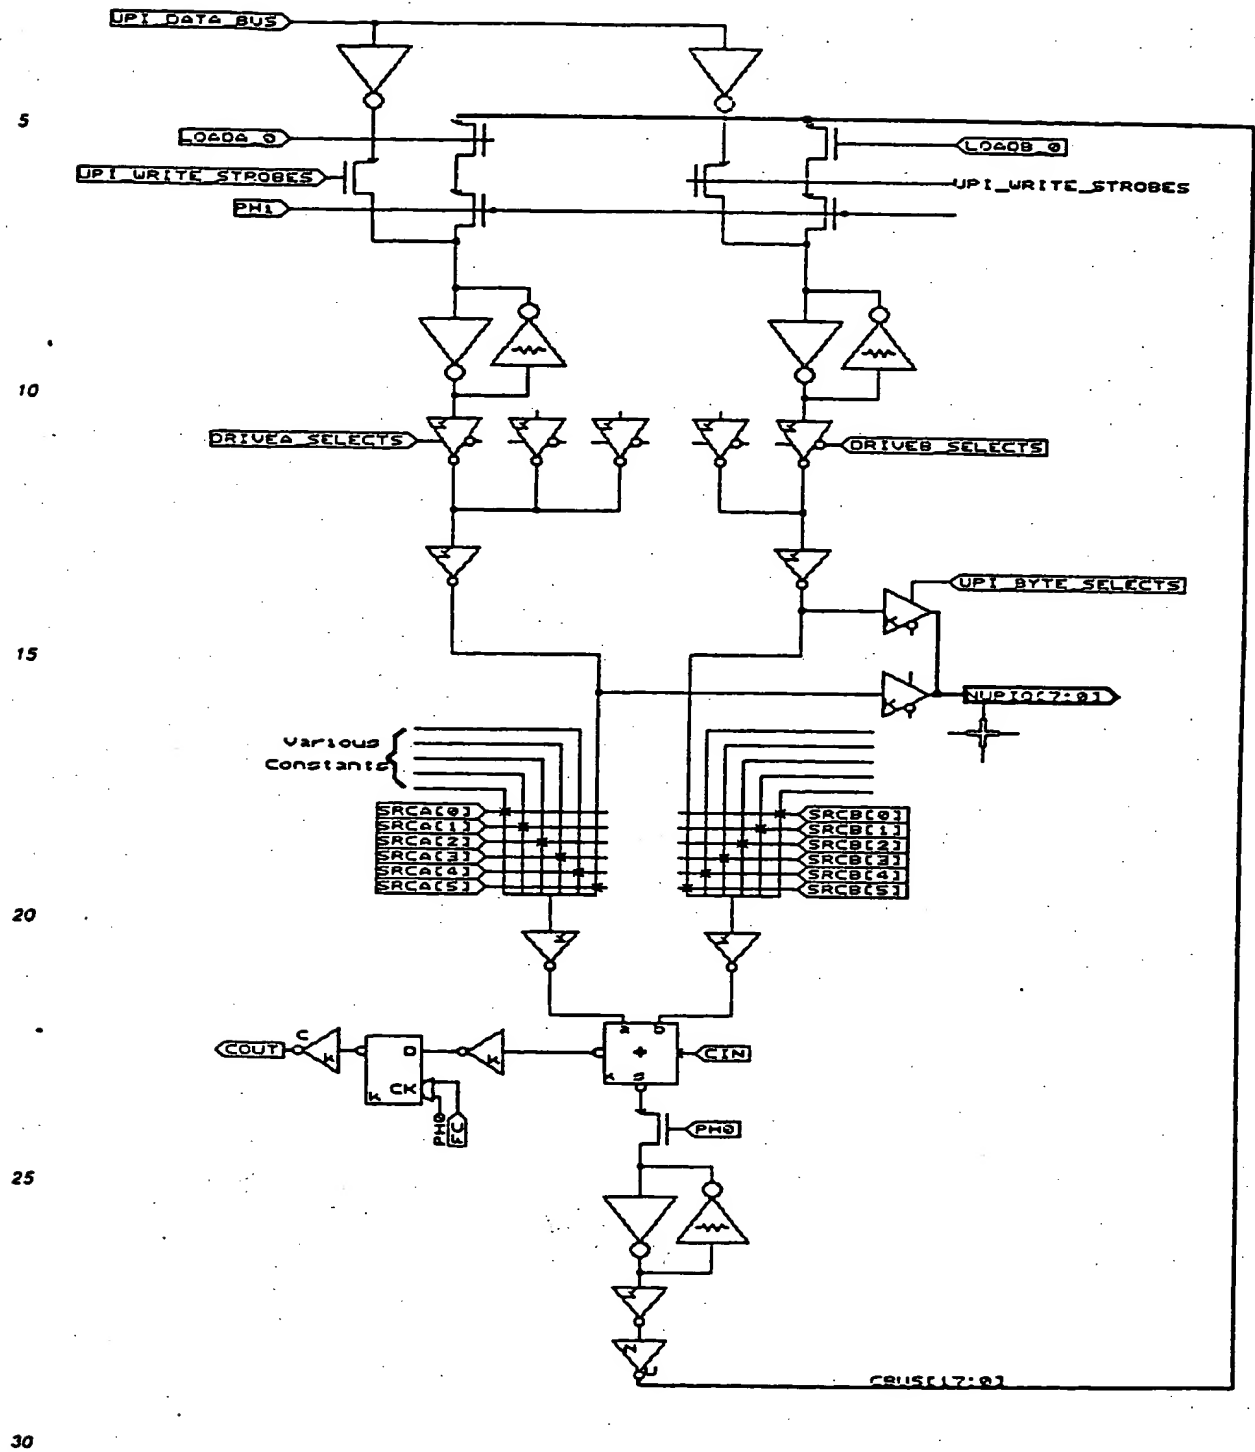 UPI_DATA_BUS
5
LOADA_0
LOADB_0
UPI_WRITE_STROBES
UPI_WRITE_STROBES
PH1
10
DRIVEA_SELECTS
DRIVEB_SELECTS
UPI_BYTE_SELECTS
15
NUPIO[7:0]
Various
Constants
SRCA[0]
SRCB[0]
SRCA[1]
SRCB[1]
SRCA[2]
SRCB[2]
SRCA[3]
SRCB[3]
SRCA[4]
SRCB[4]
SRCA[5]
SRCB[5]
20
COUT
C
K
D
CK
K
K
+
CIN
PH0
FC
PH0
25
CBUS[17:0]
30